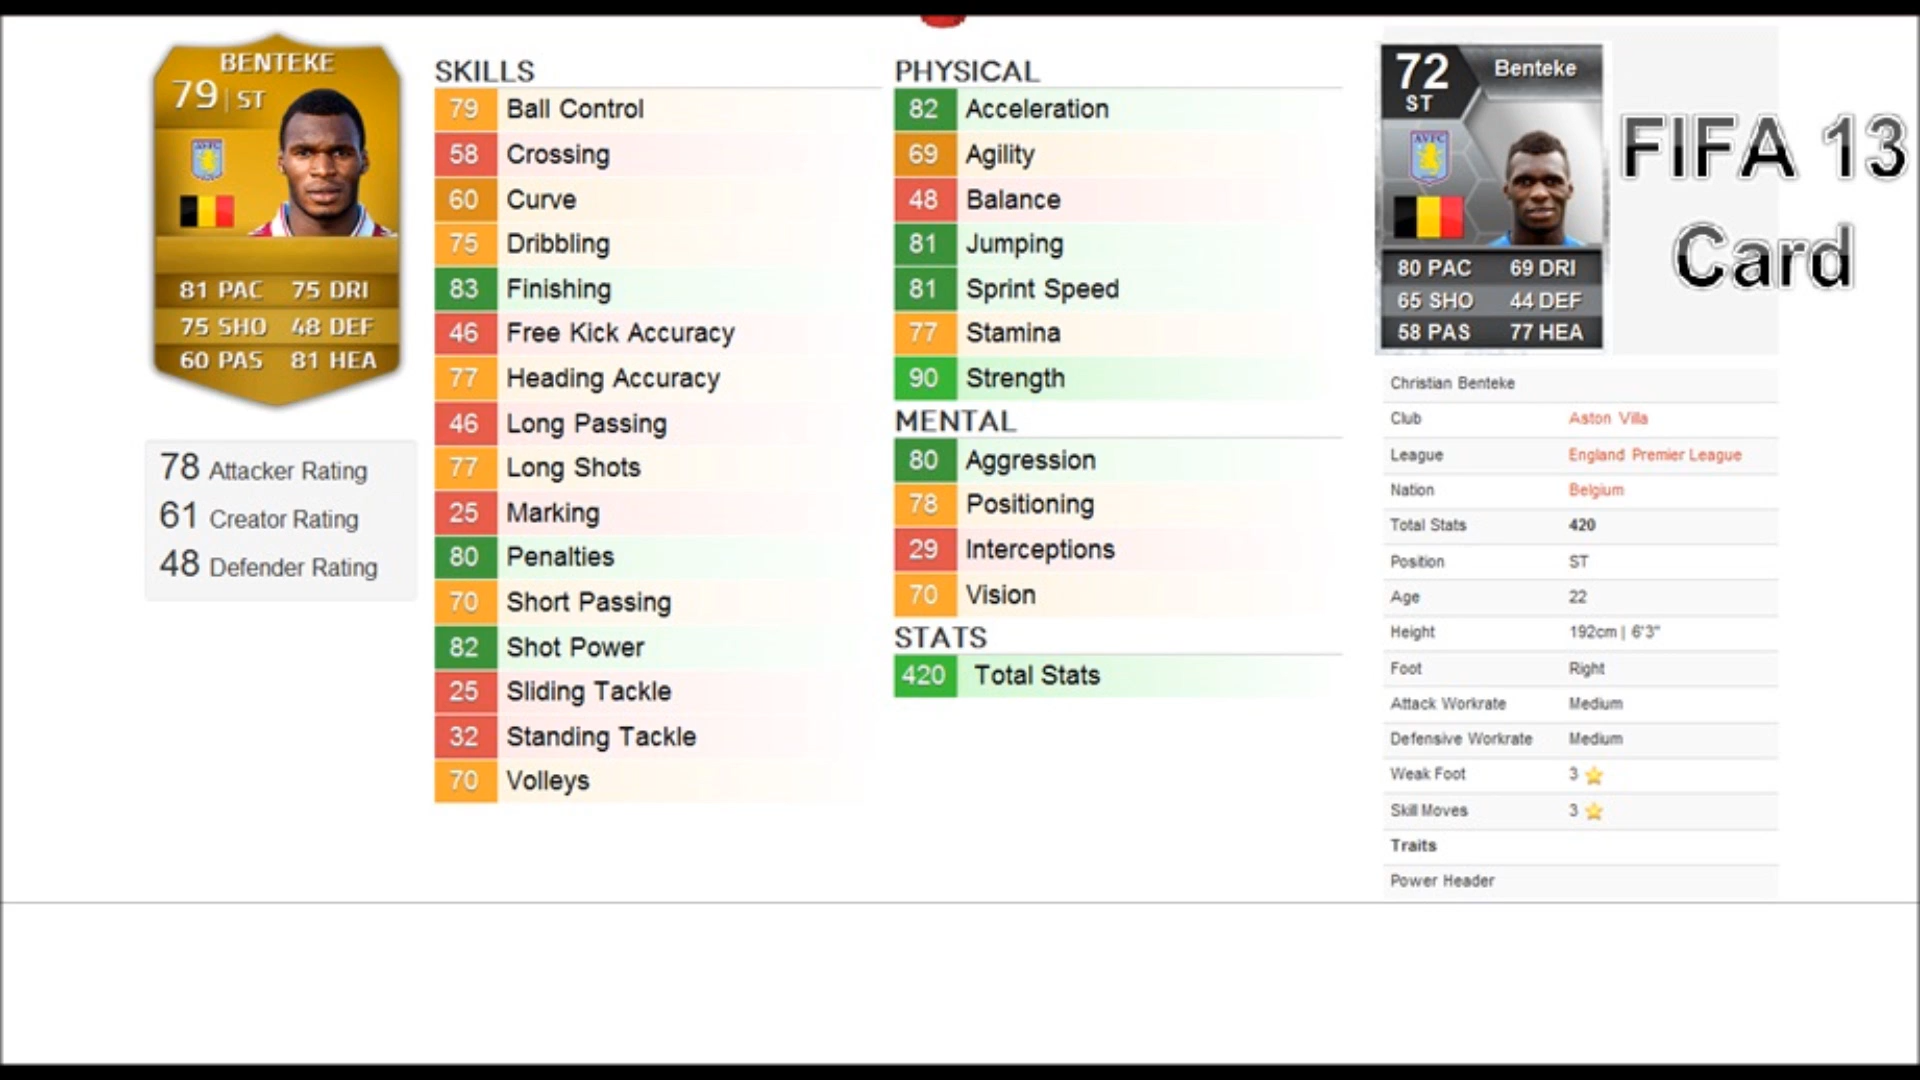 BENTEKE
79 | ST
AVFC
81 PAC 75 DRI
75 SHO 48 DEF
60 PAS 81 HEA
78 Attacker Rating
61 Creator Rating
48 Defender Rating
SKILLS
79 Ball Control
58 Crossing
60 Curve
75 Dribbling
83 Finishing
46 Free Kick Accuracy
77 Heading Accuracy
46 Long Passing
77 Long Shots
25 Marking
80 Penalties
70 Short Passing
82 Shot Power
25 Sliding Tackle
32 Standing Tackle
70 Volleys
PHYSICAL
82 Acceleration
69 Agility
48 Balance
81 Jumping
81 Sprint Speed
77 Stamina
90 Strength
MENTAL
80 Aggression
78 Positioning
29 Interceptions
70 Vision
STATS
420 Total Stats
72 Benteke
ST
AVFC
80 PAC 69 DRI
65 SHO 44 DEF
58 PAS 77 HEA
FIFA 13
Card
Christian Benteke
Club Aston Villa
League England Premier League
Nation Belgium
Total Stats 420
Position ST
Age 22
Height 192cm | 6'3"
Foot Right
Attack Workrate Medium
Defensive Workrate Medium
Weak Foot 3
Skill Moves 3
Traits
Power Header